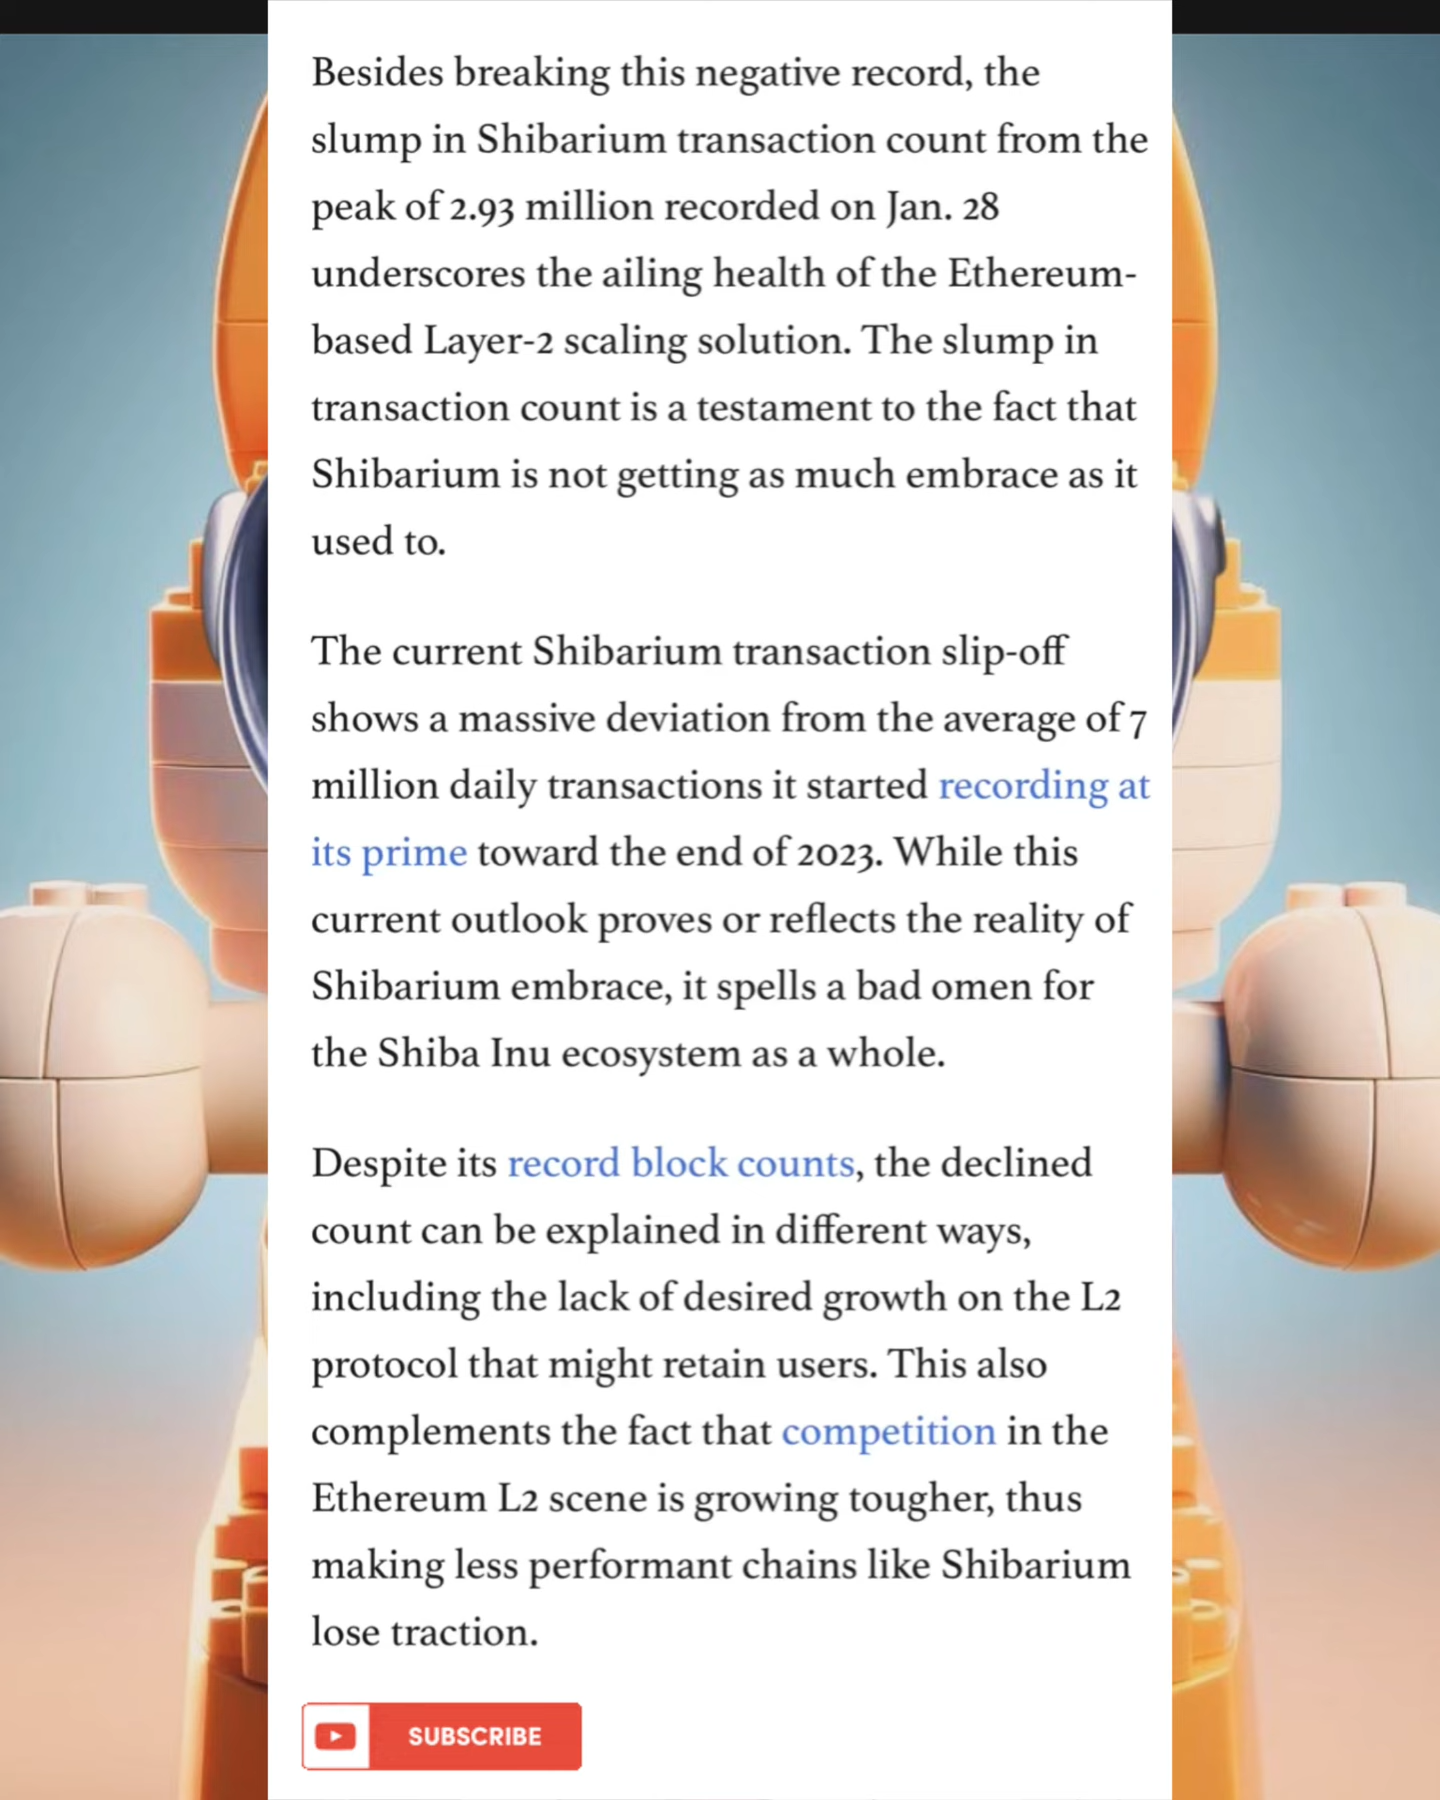 Besides breaking this negative record, the
slump in Shibarium transaction count from the
peak of 2.93 million recorded on Jan. 28
underscores the ailing health of the Ethereum-
based Layer-2 scaling solution. The slump in
transaction count is a testament to the fact that
Shibarium is not getting as much embrace as it
used to.
The current Shibarium transaction slip-off
shows a massive deviation from the average of 7
million daily transactions it started recording at
its prime toward the end of 2023. While this
current outlook proves or reflects the reality of
Shibarium embrace, it spells a bad omen for
the Shiba Inu ecosystem as a whole.
Despite its record block counts, the declined
count can be explained in different ways,
including the lack of desired growth on the L2
protocol that might retain users. This also
complements the fact that competition in the
Ethereum L2 scene is growing tougher, thus
making less performant chains like Shibarium
lose traction.
SUBSCRIBE